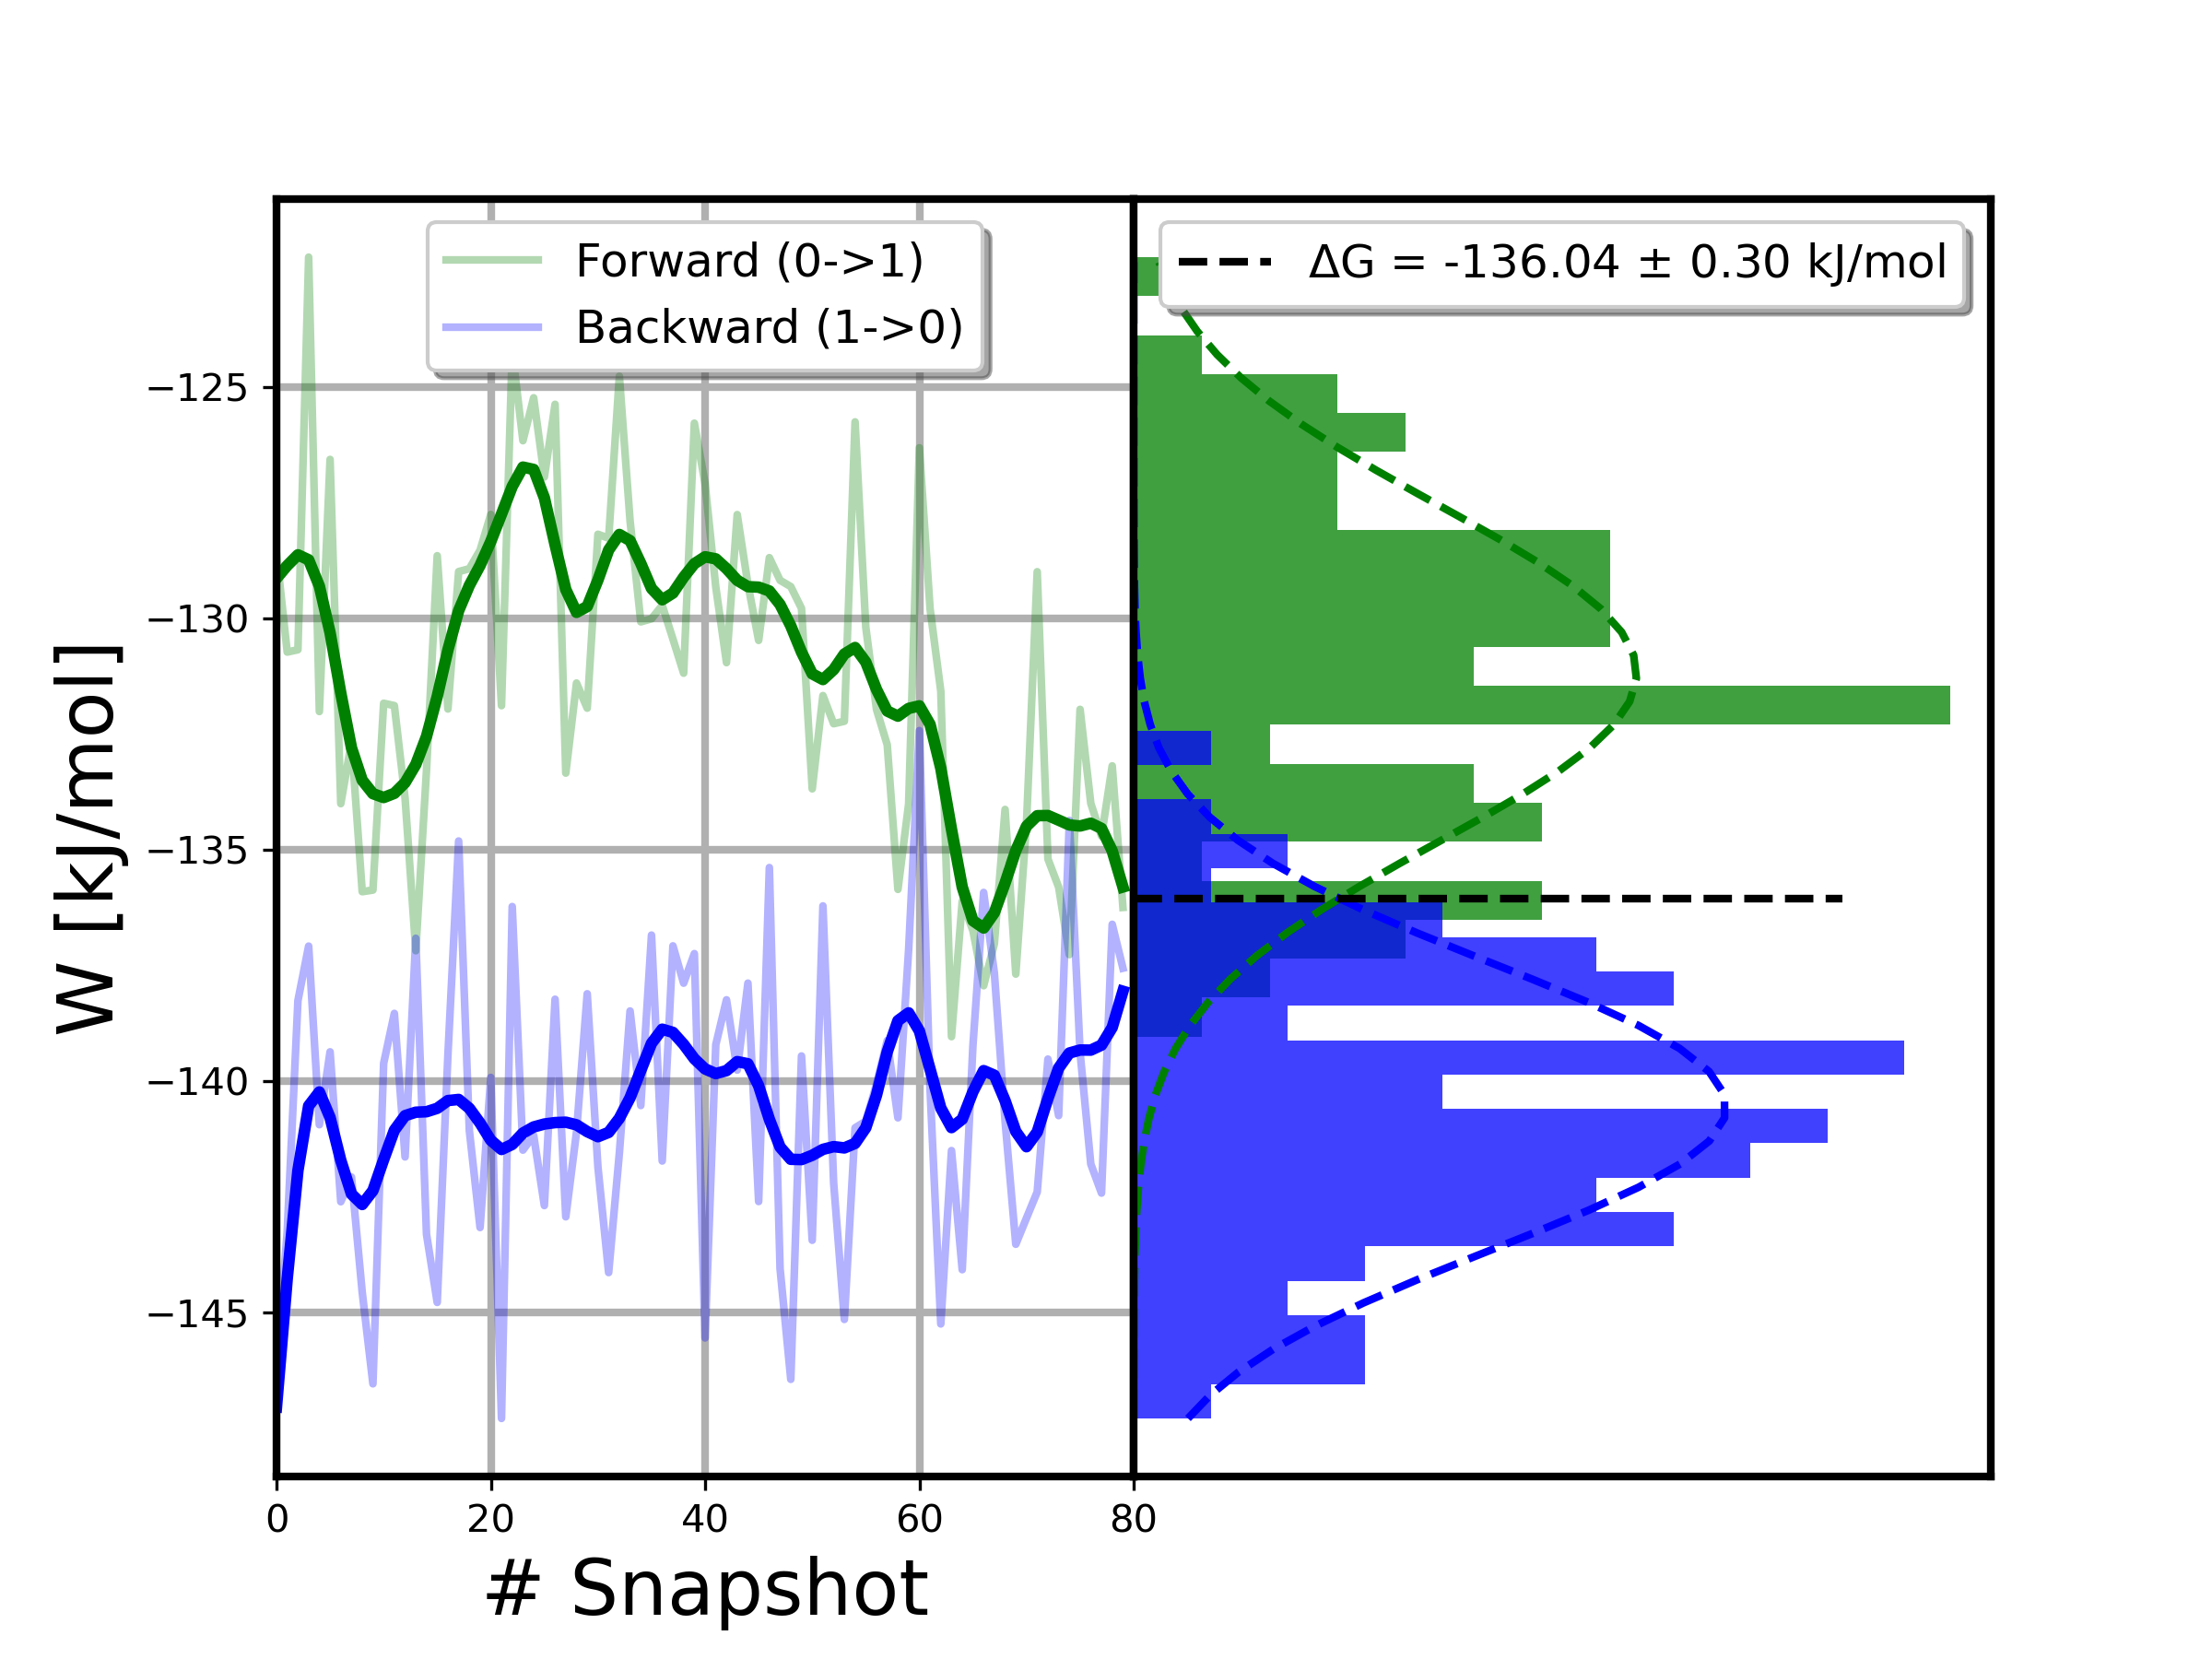 Forward (0->1)
Backward (1->0)
ΔG = -136.04 ± 0.30 kJ/mol
W [kJ/mol]
−125
−130
−135
−140
−145
0 20 40 60 80
# Snapshot